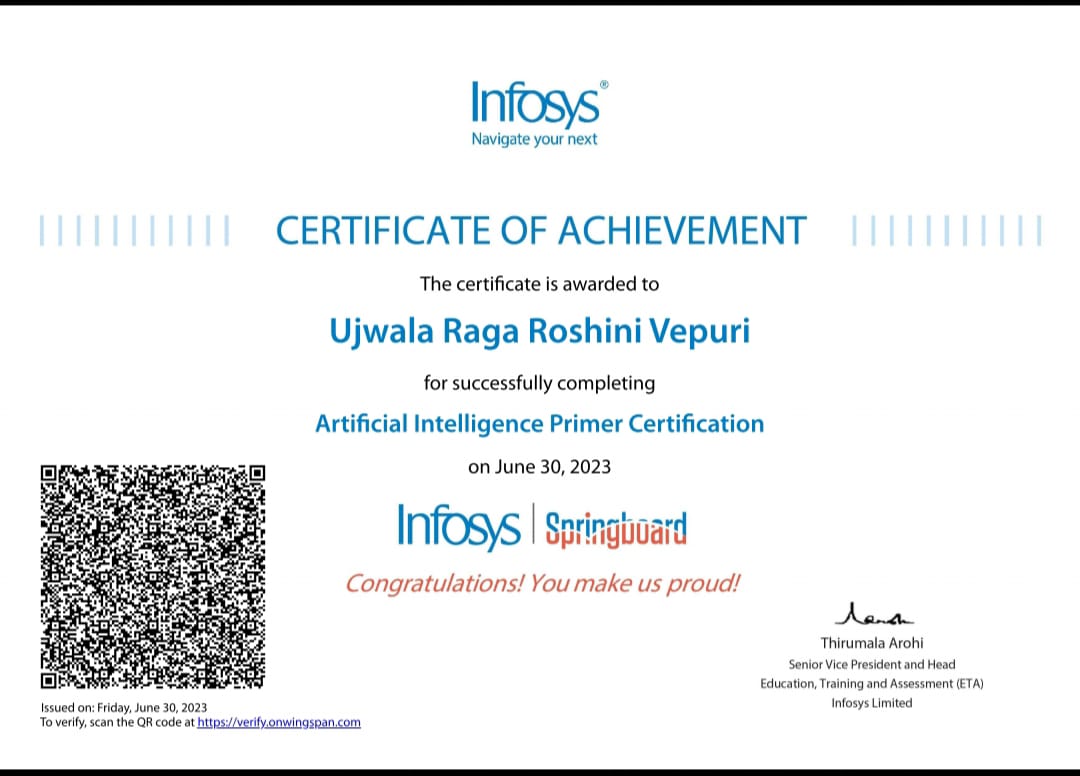 Infosys®
Navigate your next
CERTIFICATE OF ACHIEVEMENT
The certificate is awarded to
Ujwala Raga Roshini Vepuri
for successfully completing
Artificial Intelligence Primer Certification
on June 30, 2023
Infosys | Springboard
Congratulations! You make us proud!
Thirumala Arohi
Senior Vice President and Head
Education, Training and Assessment (ETA)
Infosys Limited
Issued on: Friday, June 30, 2023
To verify, scan the QR code at https://verify.onwingspan.com